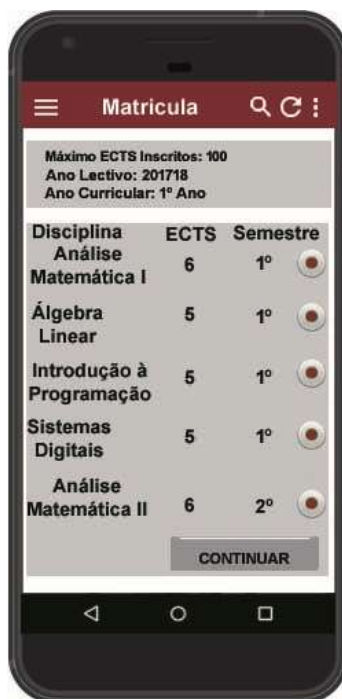 Matricula
Máximo ECTS Inscritos: 100
Ano Lectivo: 201718
Ano Curricular: 1º Ano
Disciplina ECTS Semestre
Análise
Matemática I 6 1º
Álgebra
Linear 5 1º
Introdução à
Programação 5 1º
Sistemas
Digitais 5 1º
Análise
Matemática II 6 2º
CONTINUAR